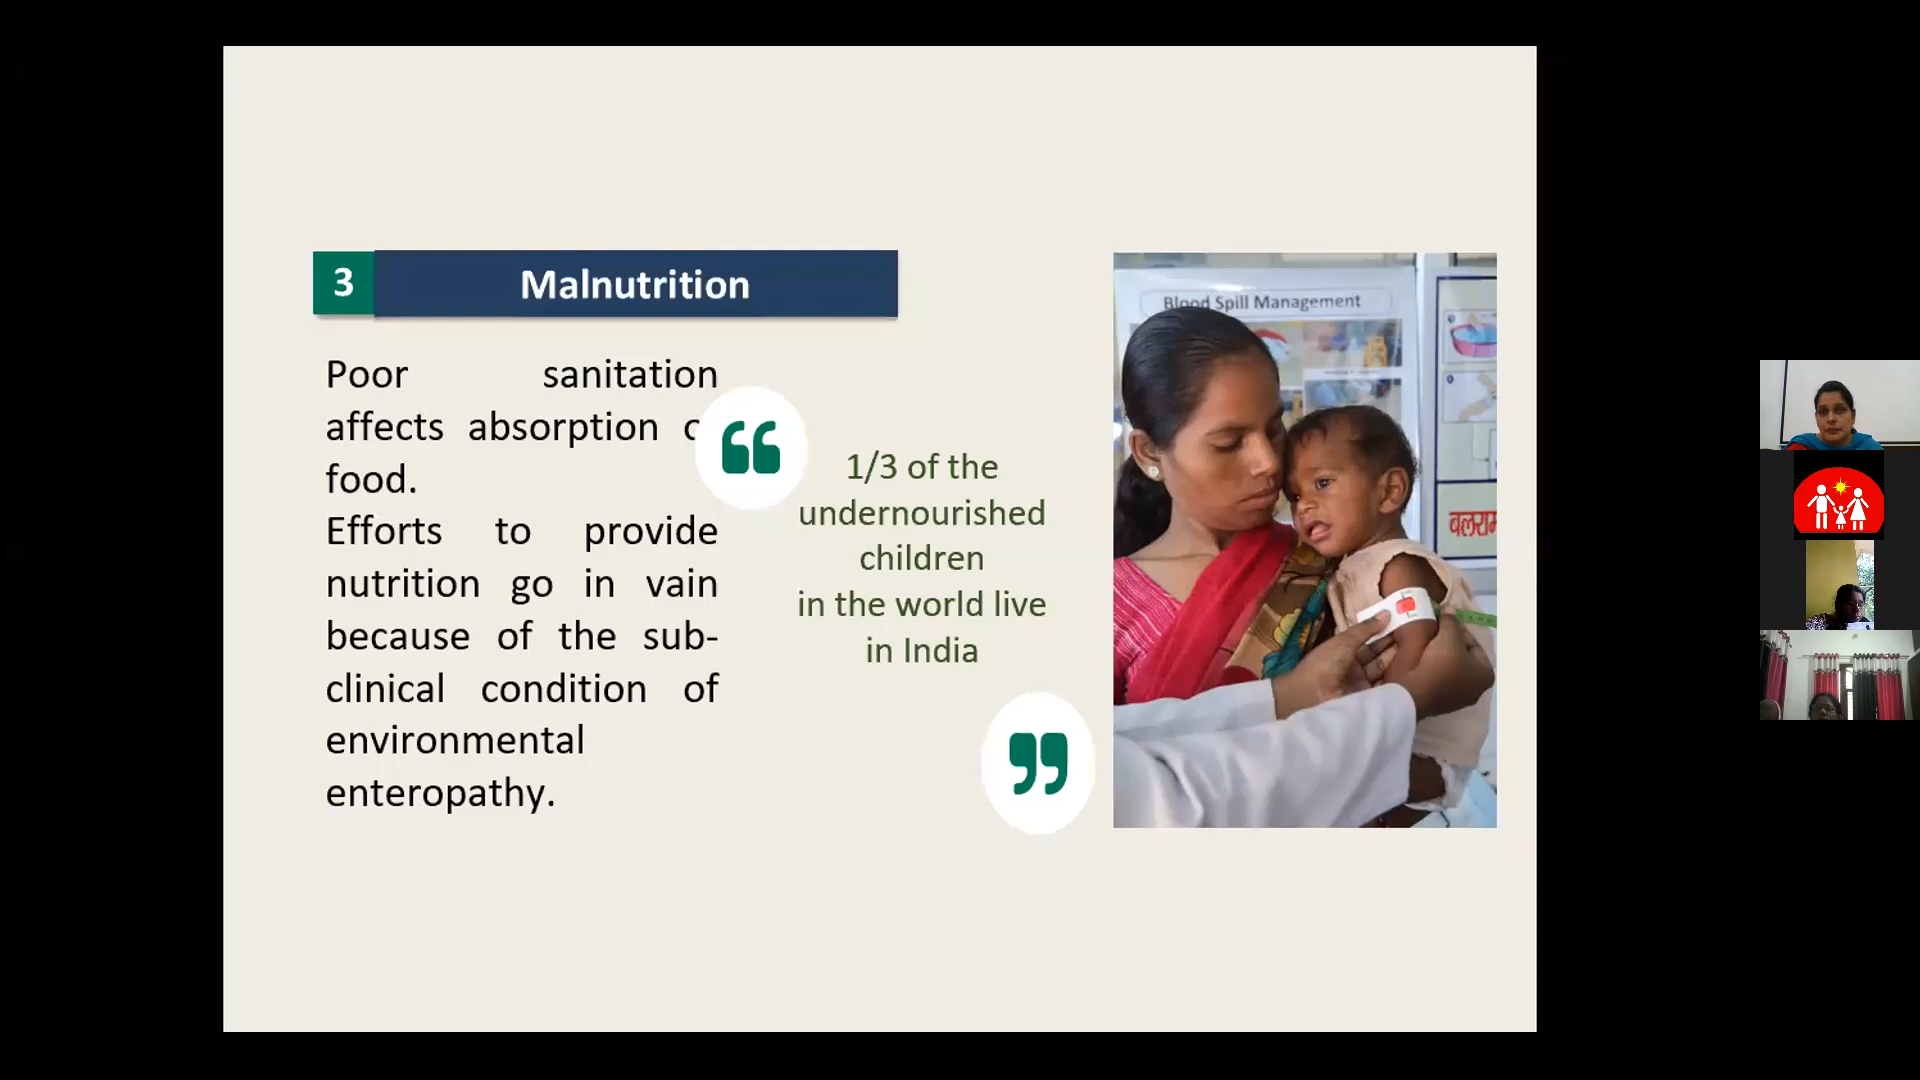 3
Malnutrition
Poor sanitation
affects absorption
food.
Efforts to provide
nutrition go in vain
because of the sub-
clinical condition of
environmental
enteropathy.
“
1/3 of the
undernourished
children
in the world live
in India
”
Blood Spill Management
बलराम